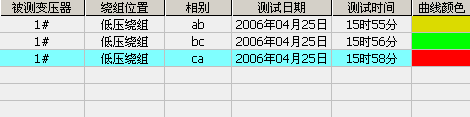 被测变压器 绕组位置 相别 测试日期 测试时间 曲线颜色
1# 低压绕组 ab 2006年04月25日 15时55分
1# 低压绕组 bc 2006年04月25日 15时56分
1# 低压绕组 ca 2006年04月25日 15时58分